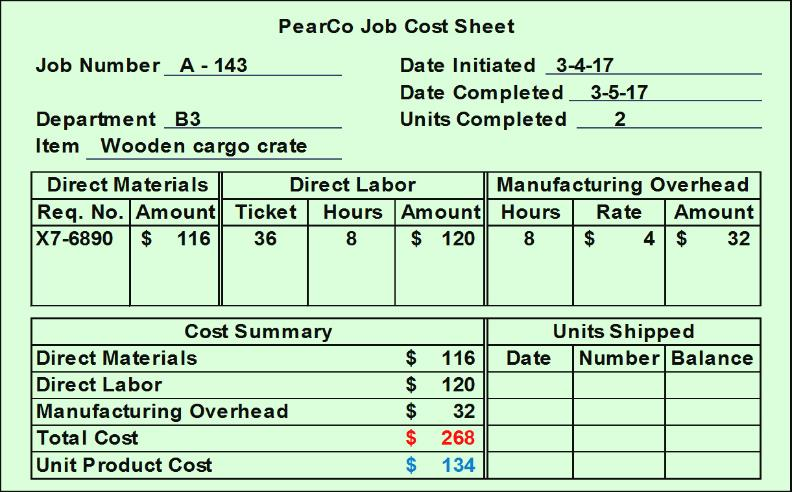 PearCo Job Cost Sheet
Job Number A - 143 Date Initiated 3-4-17
Date Completed 3-5-17
Department B3 Units Completed 2
Item Wooden cargo crate
Direct Materials Direct Labor Manufacturing Overhead
Req. No. Amount Ticket Hours Amount Hours Rate Amount
X7-6890 $ 116 36 8 $ 120 8 $ 4 $ 32
Cost Summary Units Shipped
Direct Materials $ 116 Date Number Balance
Direct Labor $ 120
Manufacturing Overhead $ 32
Total Cost $ 268
Unit Product Cost $ 134